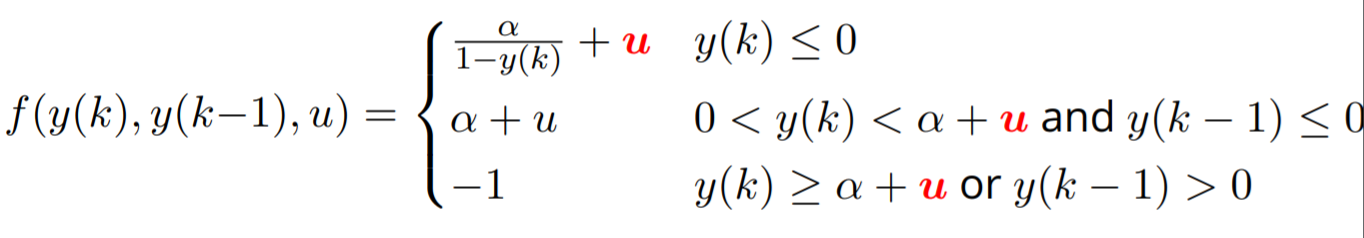 α/(1−y(k)) + u   y(k) ≤ 0
f(y(k), y(k−1), u) = { α + u   0 < y(k) < α + u and y(k − 1) ≤ 0
−1   y(k) ≥ α + u or y(k − 1) > 0